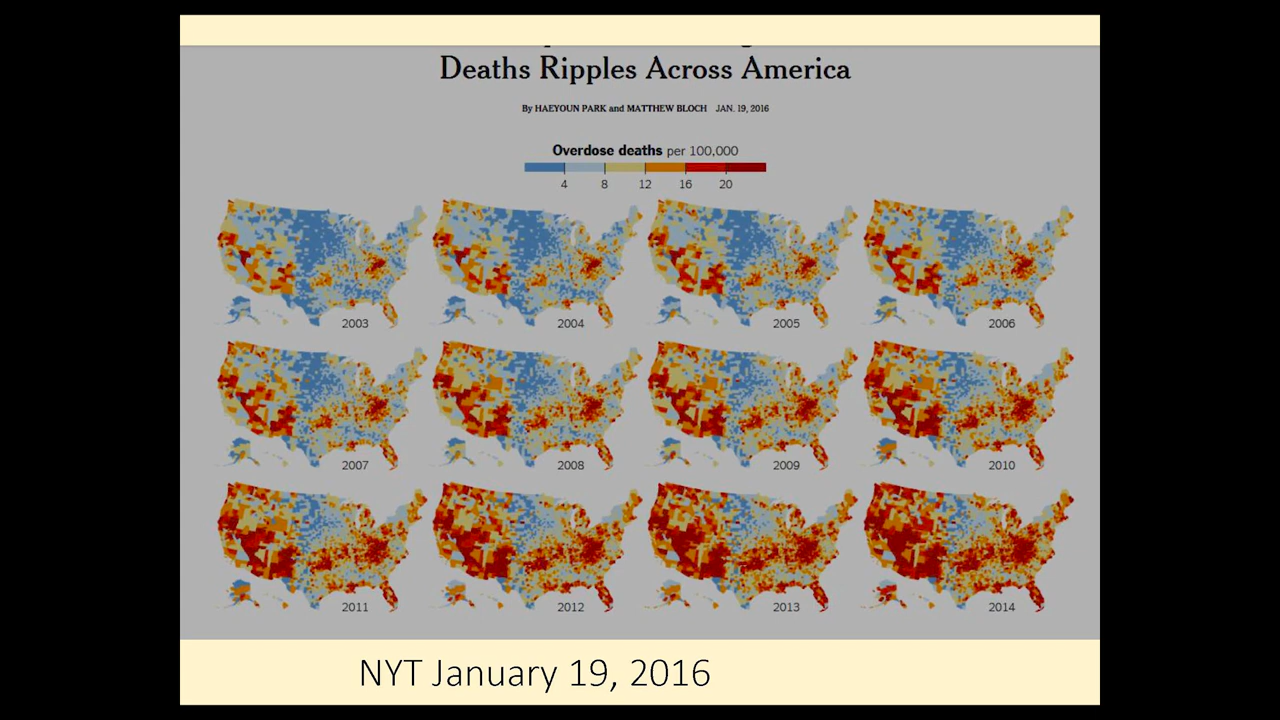 Deaths Ripples Across America
By HAEYOUN PARK and MATTHEW BLOCH JAN. 19, 2016
Overdose deaths per 100,000
4 8 12 16 20
2003 2004 2005 2006
2007 2008 2009 2010
2011 2012 2013 2014
NYT January 19, 2016